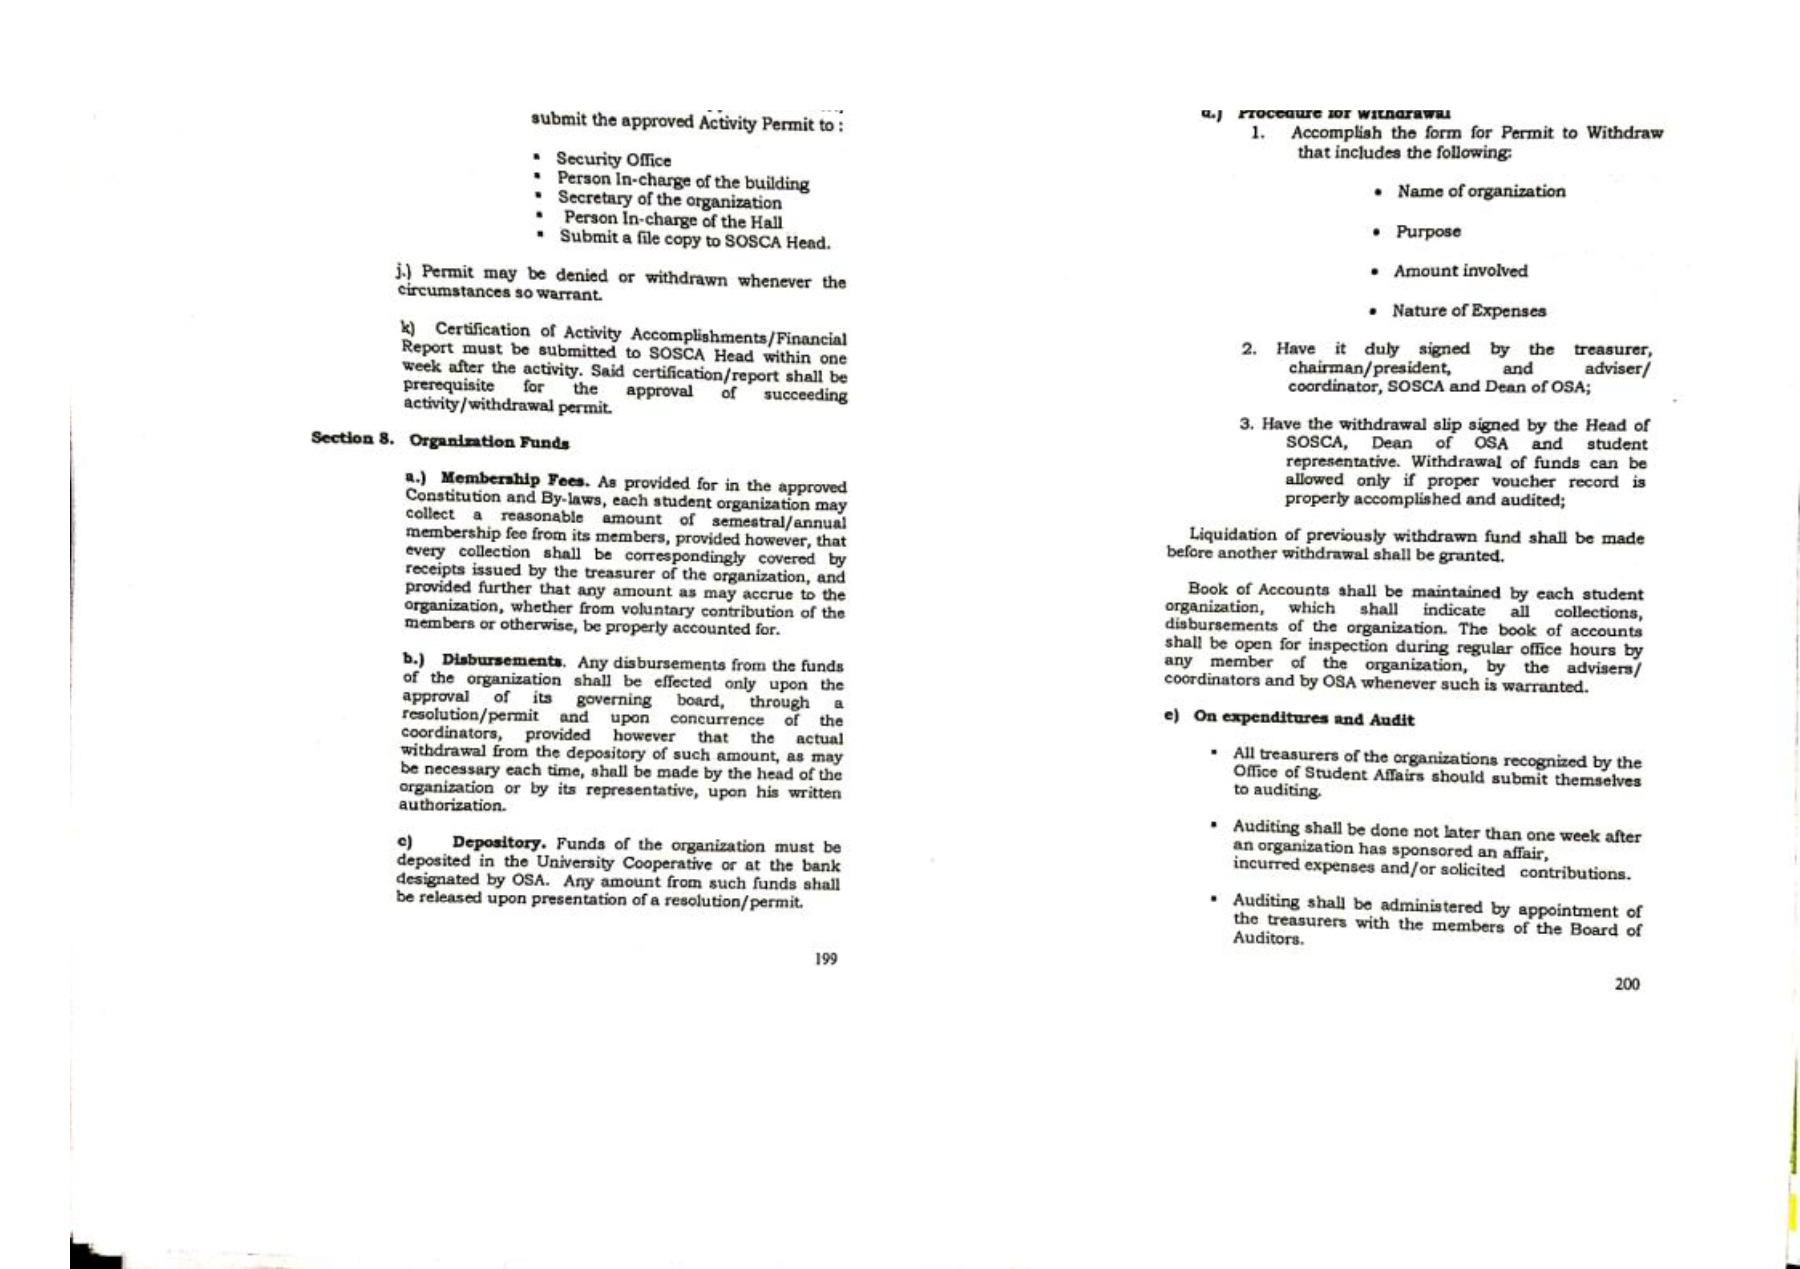 submit the approved Activity Permit to :
▪ Security Office
▪ Person In-charge of the building
▪ Secretary of the organization
▪ Person In-charge of the Hall
▪ Submit a file copy to SOSCA Head.
j.) Permit may be denied or withdrawn whenever the
circumstances so warrant.
k) Certification of Activity Accomplishments/Financial
Report must be submitted to SOSCA Head within one
week after the activity. Said certification/report shall be
prerequisite for the approval of succeeding
activity/withdrawal permit.
Section 8. Organization Funds
a.) Membership Fees. As provided for in the approved
Constitution and By-laws, each student organization may
collect a reasonable amount of semestral/annual
membership fee from its members, provided however, that
every collection shall be correspondingly covered by
receipts issued by the treasurer of the organization, and
provided further that any amount as may accrue to the
organization, whether from voluntary contribution of the
members or otherwise, be properly accounted for.
b.) Disbursements. Any disbursements from the funds
of the organization shall be effected only upon the
approval of its governing board, through a
resolution/permit and upon concurrence of the
coordinators, provided however that the actual
withdrawal from the depository of such amount, as may
be necessary each time, shall be made by the head of the
organization or by its representative, upon his written
authorization.
c) Depository. Funds of the organization must be
deposited in the University Cooperative or at the bank
designated by OSA. Any amount from such funds shall
be released upon presentation of a resolution/permit.
199
d.) Procedure for withdrawal
1. Accomplish the form for Permit to Withdraw
that includes the following:
• Name of organization
• Purpose
• Amount involved
• Nature of Expenses
2. Have it duly signed by the treasurer,
chairman/president, and adviser/
coordinator, SOSCA and Dean of OSA;
3. Have the withdrawal slip signed by the Head of
SOSCA, Dean of OSA and student
representative. Withdrawal of funds can be
allowed only if proper voucher record is
properly accomplished and audited;
Liquidation of previously withdrawn fund shall be made
before another withdrawal shall be granted.
Book of Accounts shall be maintained by each student
organization, which shall indicate all collections,
disbursements of the organization. The book of accounts
shall be open for inspection during regular office hours by
any member of the organization, by the advisers/
coordinators and by OSA whenever such is warranted.
e) On expenditures and Audit
▪ All treasurers of the organizations recognized by the
Office of Student Affairs should submit themselves
to auditing.
▪ Auditing shall be done not later than one week after
an organization has sponsored an affair,
incurred expenses and/or solicited contributions.
▪ Auditing shall be administered by appointment of
the treasurers with the members of the Board of
Auditors.
200